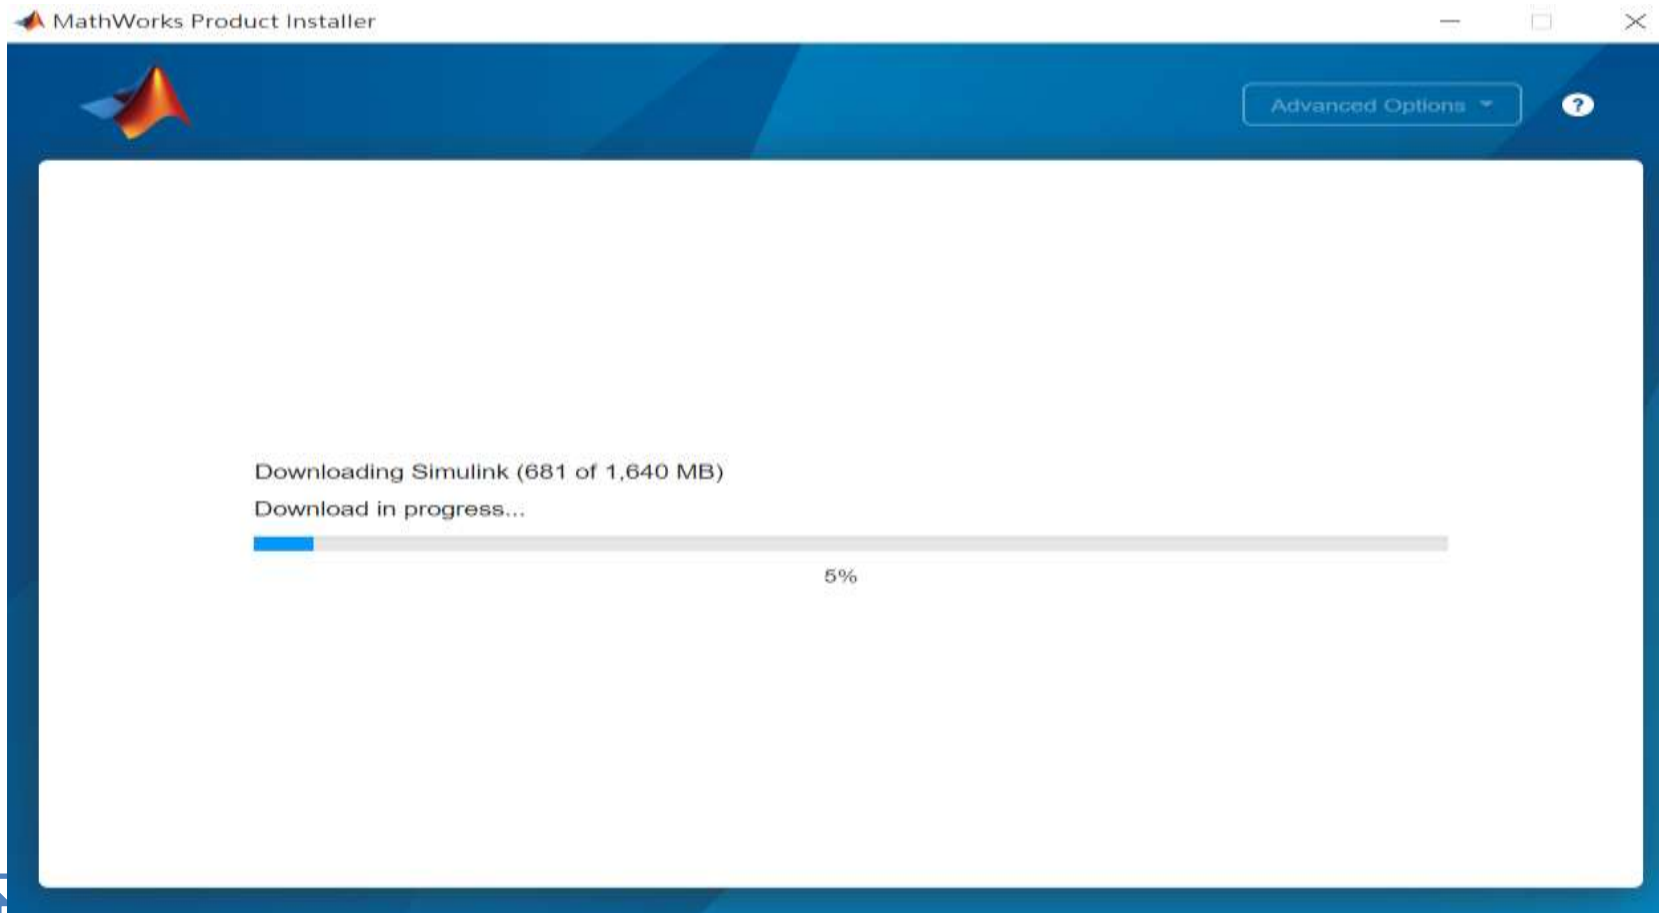 MathWorks Product Installer
Advanced Options
?
Downloading Simulink (681 of 1,640 MB)
Download in progress...
5%